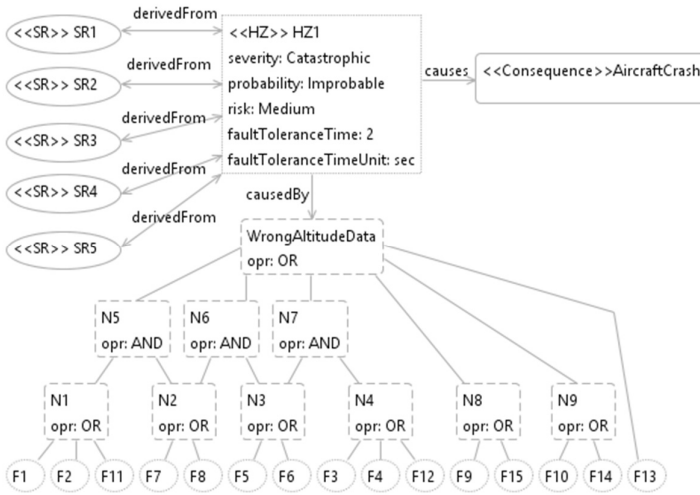 <<SR>> SR1
derivedFrom
<<HZ>> HZ1
severity: Catastrophic
probability: Improbable
risk: Medium
faultToleranceTime: 2
faultToleranceTimeUnit: sec
causes
<<Consequence>>AircraftCrash
<<SR>> SR2
derivedFrom
<<SR>> SR3
derivedFrom
<<SR>> SR4
derivedFrom
<<SR>> SR5
derivedFrom
causedBy
WrongAltitudeData
opr: OR
N5
opr: AND
N6
opr: AND
N7
opr: AND
N1
opr: OR
N2
opr: OR
N3
opr: OR
N4
opr: OR
N8
opr: OR
N9
opr: OR
F1
F2
F11
F7
F8
F5
F6
F3
F4
F12
F9
F15
F10
F14
F13